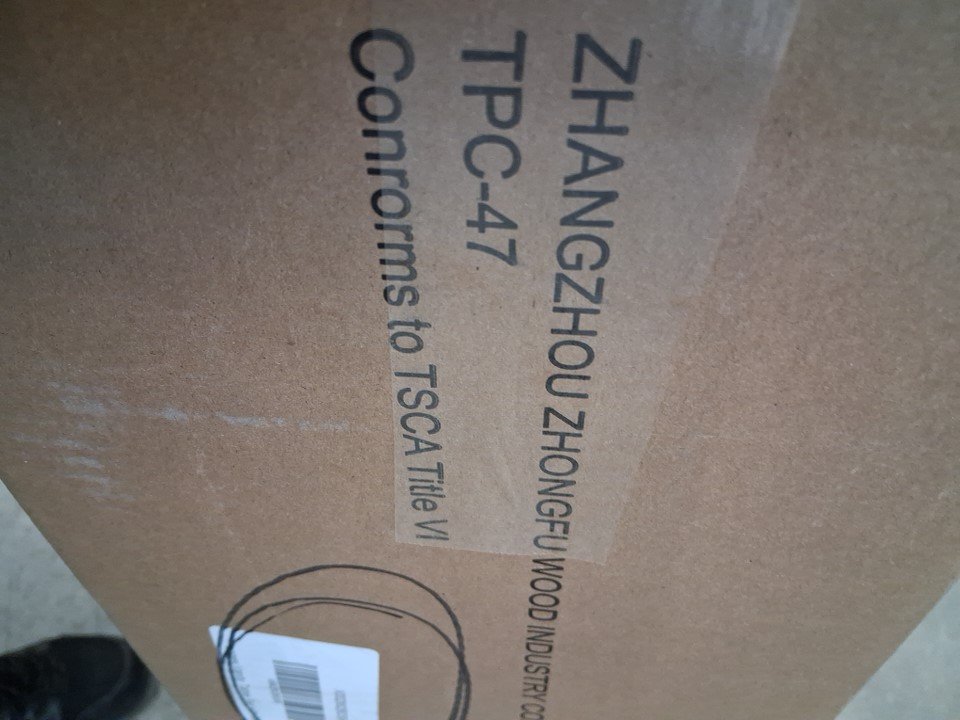 ZHANGZHOU ZHONGFU WOOD INDUSTRY CO
TPC-47
Conrorms to TSCA Title VI